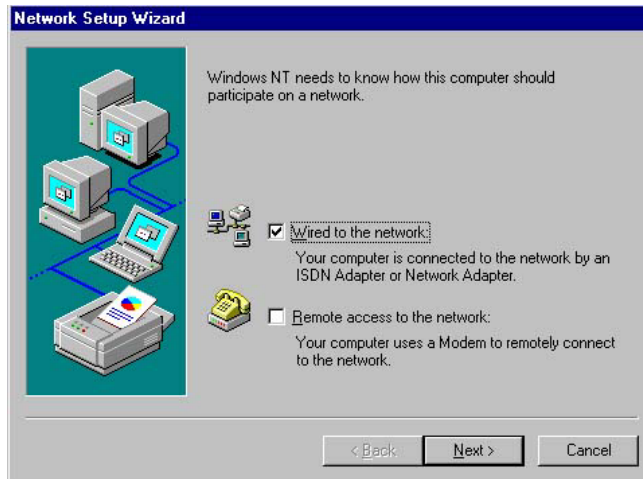 Network Setup Wizard
Windows NT needs to know how this computer should
participate on a network.
Wired to the network:
Your computer is connected to the network by an
ISDN Adapter or Network Adapter.
Remote access to the network:
Your computer uses a Modem to remotely connect
to the network.
< Back
Next >
Cancel